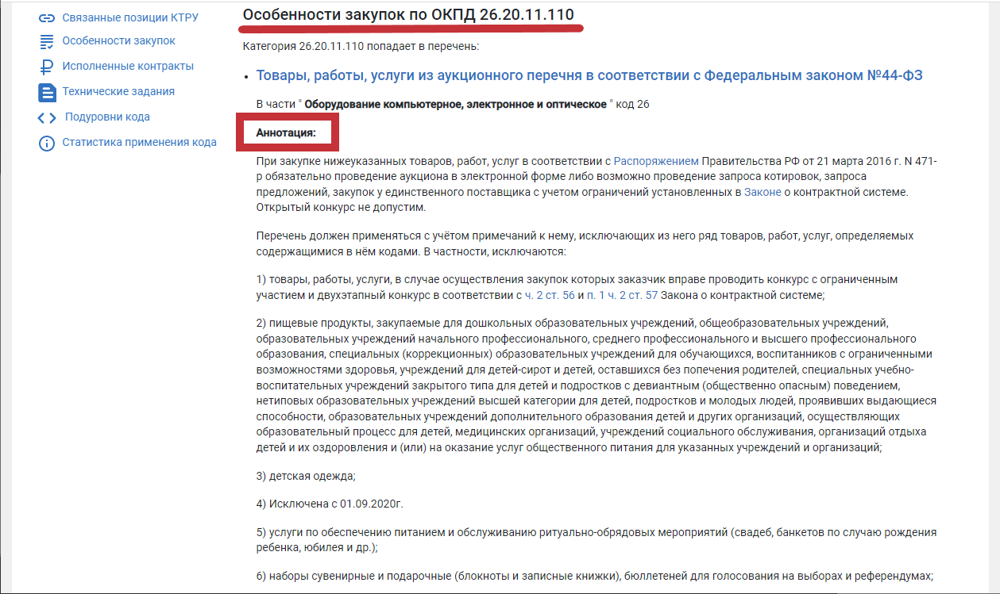 Связанные позиции КТРУ
Особенности закупок
Исполненные контракты
Технические задания
Подуровни кода
Статистика применения кода
Особенности закупок по ОКПД 26.20.11.110
Категория 26.20.11.110 попадает в перечень:
• Товары, работы, услуги из аукционного перечня в соответствии с Федеральным законом №44-ФЗ
В части " Оборудование компьютерное, электронное и оптическое " код 26
Аннотация:
При закупке нижеуказанных товаров, работ, услуг в соответствии с Распоряжением Правительства РФ от 21 марта 2016 г. N 471-
р обязательно проведение аукциона в электронной форме либо возможно проведение запроса котировок, запроса
предложений, закупок у единственного поставщика с учетом ограничений установленных в Законе о контрактной системе.
Открытый конкурс не допустим.
Перечень должен применяться с учётом примечаний к нему, исключающих из него ряд товаров, работ, услуг, определяемых
содержащимися в нём кодами. В частности, исключаются:
1) товары, работы, услуги, в случае осуществления закупок которых заказчик вправе проводить конкурс с ограниченным
участием и двухэтапный конкурс в соответствии с ч. 2 ст. 56 и п. 1 ч. 2 ст. 57 Закона о контрактной системе;
2) пищевые продукты, закупаемые для дошкольных образовательных учреждений, общеобразовательных учреждений,
образовательных учреждений начального профессионального, среднего профессионального и высшего профессионального
образования, специальных (коррекционных) образовательных учреждений для обучающихся, воспитанников с ограниченными
возможностями здоровья, учреждений для детей-сирот и детей, оставшихся без попечения родителей, специальных учебно-
воспитательных учреждений закрытого типа для детей и подростков с девиантным (общественно опасным) поведением,
нетиповых образовательных учреждений высшей категории для детей, подростков и молодых людей, проявивших выдающиеся
способности, образовательных учреждений дополнительного образования детей и других организаций, осуществляющих
образовательный процесс для детей, медицинских организаций, учреждений социального обслуживания, организаций отдыха
детей и их оздоровления и (или) на оказание услуг общественного питания для указанных учреждений и организаций;
3) детская одежда;
4) Исключена с 01.09.2020г.
5) услуги по обеспечению питанием и обслуживанию ритуально-обрядовых мероприятий (свадеб, банкетов по случаю рождения
ребенка, юбилея и др.);
6) наборы сувенирные и подарочные (блокноты и записные книжки), бюллетеней для голосования на выборах и референдумах;